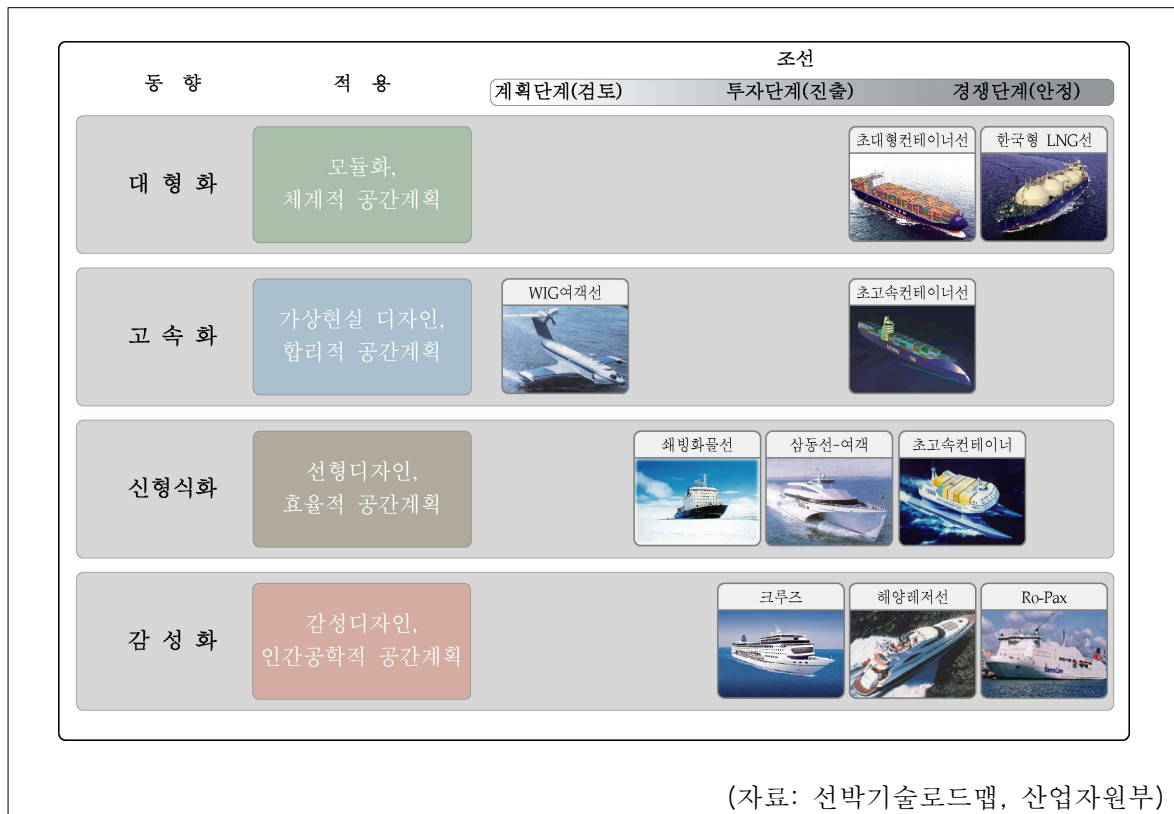 조선
동 향
적 용
계획단계(검토)
투자단계(진출)
경쟁단계(안정)
대 형 화
모듈화,
체계적 공간계획
초대형컨테이너선
한국형 LNG선
고 속 화
가상현실 디자인,
합리적 공간계획
WIG여객선
초고속컨테이너선
신형식화
선형디자인,
효율적 공간계획
쇄빙화물선
삼동선-여객
초고속컨테이너
감 성 화
감성디자인,
인간공학적 공간계획
크루즈
해양레저선
Ro-Pax
(자료: 선박기술로드맵, 산업자원부)